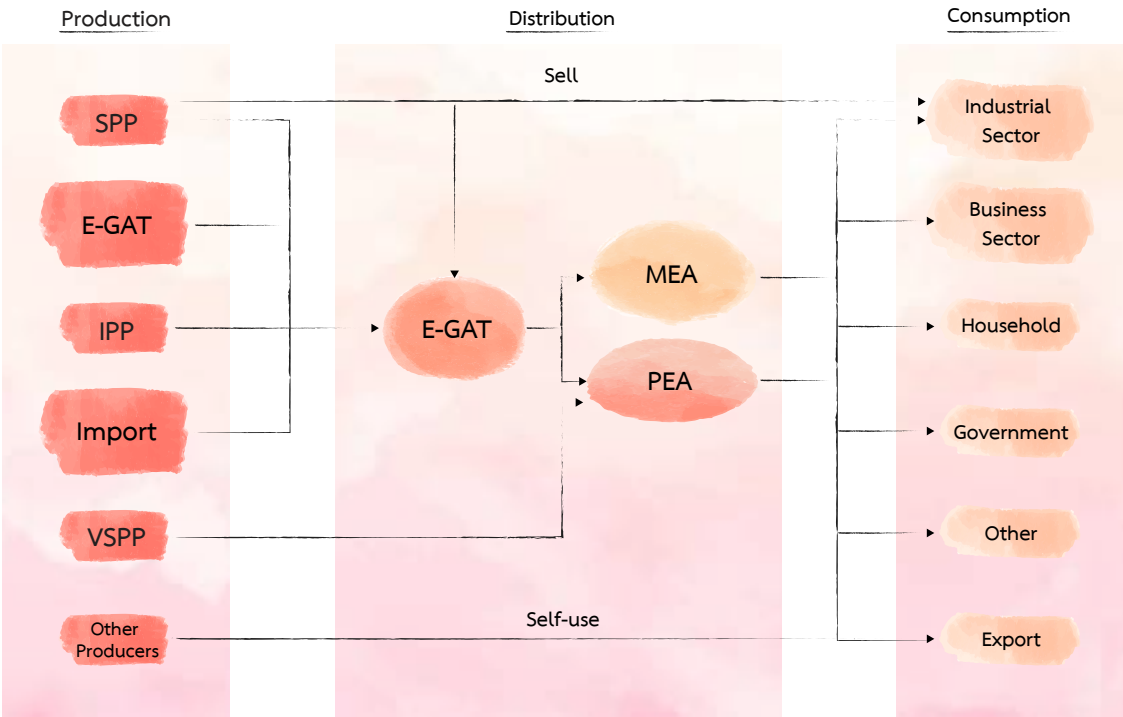 Production
Distribution
Consumption
SPP
E-GAT
IPP
Import
VSPP
Other
Producers
Sell
E-GAT
MEA
PEA
Self-use
Industrial
Sector
Business
Sector
Household
Government
Other
Export